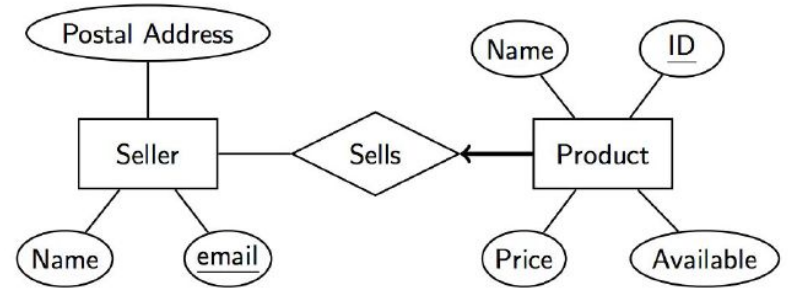 Postal Address
Name
ID
Seller
Sells
Product
Name
email
Price
Available